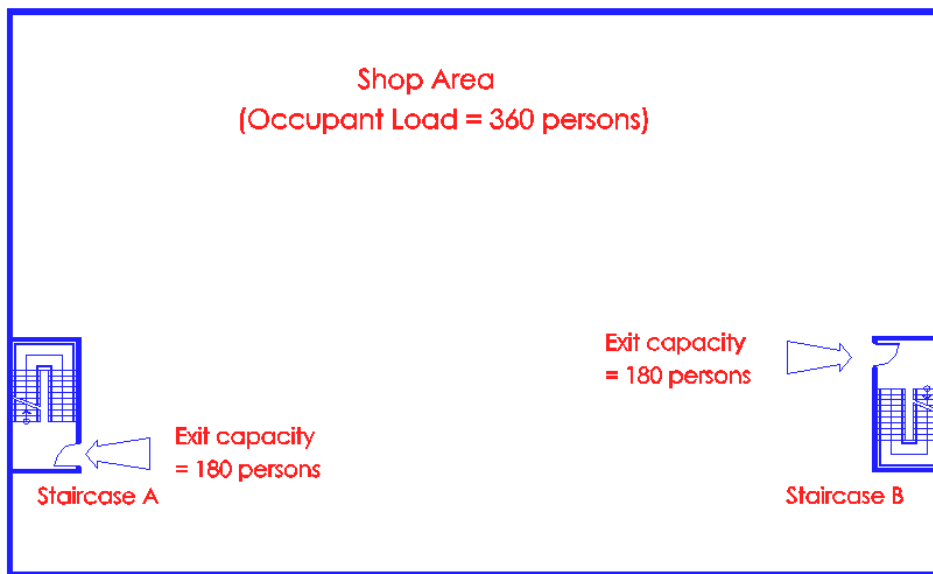 Shop Area
(Occupant Load = 360 persons)
Exit capacity
= 180 persons
Exit capacity
= 180 persons
Staircase A
Staircase B